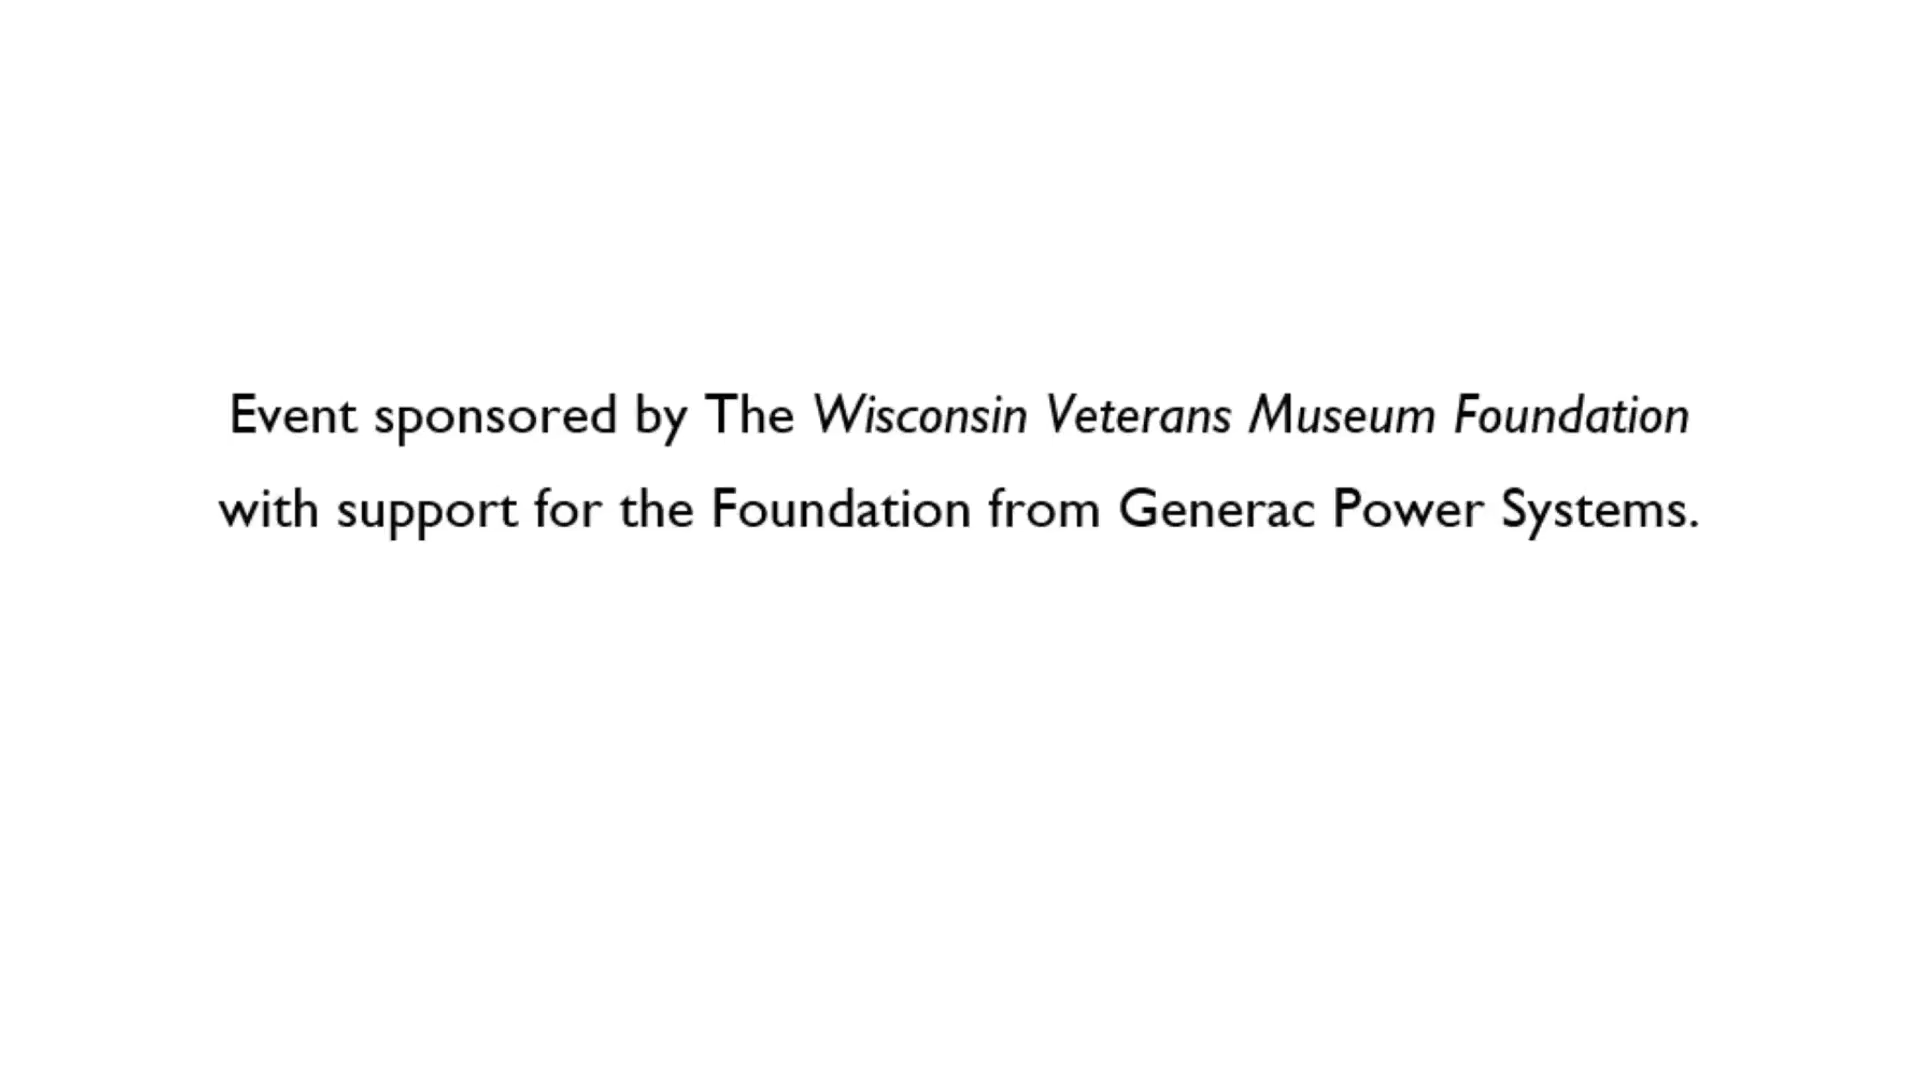 Event sponsored by The Wisconsin Veterans Museum Foundation
with support for the Foundation from Generac Power Systems.